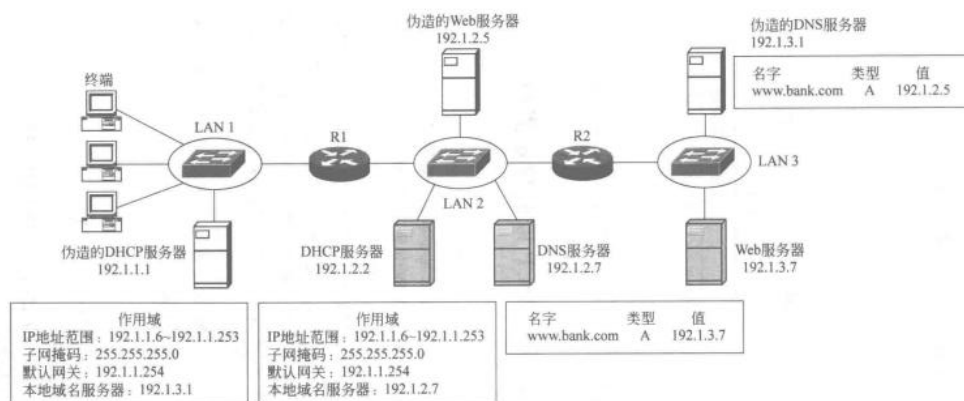 伪造的Web服务器
192.1.2.5
伪造的DNS服务器
192.1.3.1
名字 类型 值
www.bank.com A 192.1.2.5
终端
LAN 1
R1
R2
LAN 2
LAN 3
伪造的DHCP服务器
192.1.1.1
DHCP服务器
192.1.2.2
DNS服务器
192.1.2.7
Web服务器
192.1.3.7
作用域
IP地址范围：192.1.1.6~192.1.1.253
子网掩码：255.255.255.0
默认网关：192.1.1.254
本地域名服务器：192.1.3.1
作用域
IP地址范围：192.1.1.6~192.1.1.253
子网掩码：255.255.255.0
默认网关：192.1.1.254
本地域名服务器：192.1.2.7
名字 类型 值
www.bank.com A 192.1.3.7